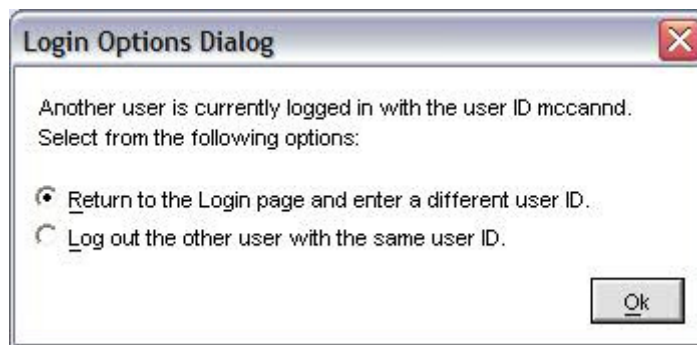 Login Options Dialog
Another user is currently logged in with the user ID mccannd.
Select from the following options:
Return to the Login page and enter a different user ID.
Log out the other user with the same user ID.
Ok